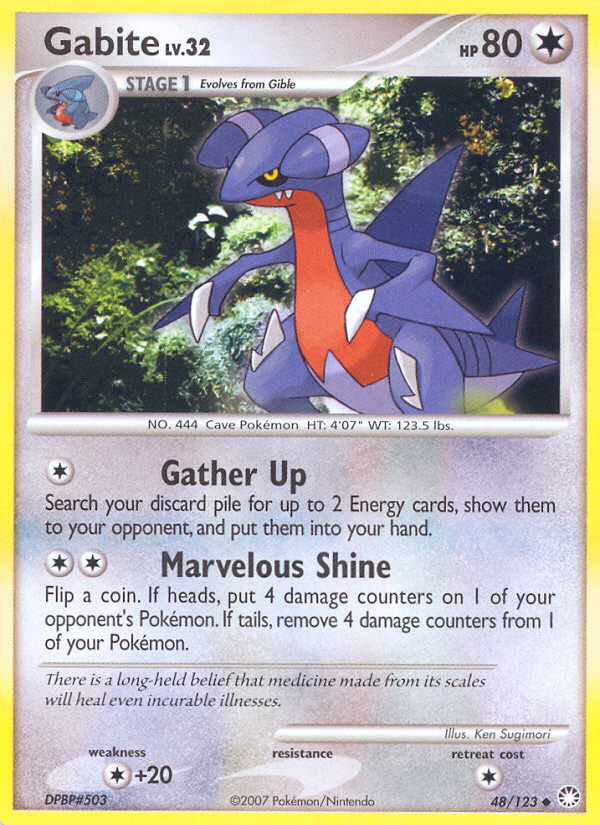 Gabite LV.32 HP 80
STAGE 1 Evolves from Gible
NO. 444 Cave Pokémon HT: 4'07" WT: 123.5 lbs.
Gather Up
Search your discard pile for up to 2 Energy cards, show them
to your opponent, and put them into your hand.
Marvelous Shine
Flip a coin. If heads, put 4 damage counters on 1 of your
opponent's Pokémon. If tails, remove 4 damage counters from 1
of your Pokémon.
There is a long-held belief that medicine made from its scales
will heal even incurable illnesses.
Illus. Ken Sugimori
weakness resistance retreat cost
+20
DPBP#503 ©2007 Pokémon/Nintendo 48/123